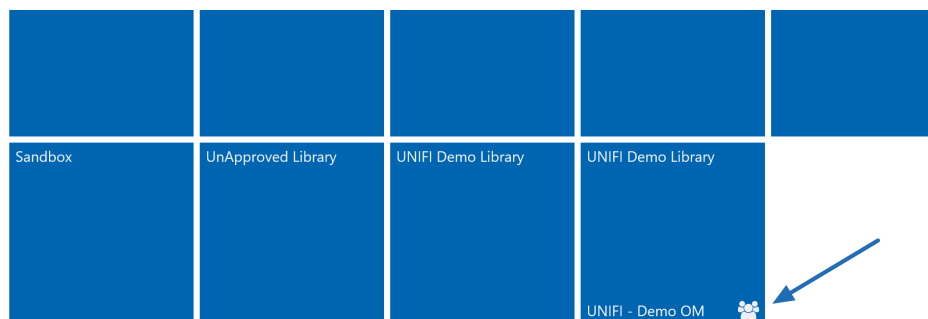 Sandbox
UnApproved Library
UNIFI Demo Library
UNIFI Demo Library
UNIFI - Demo OM